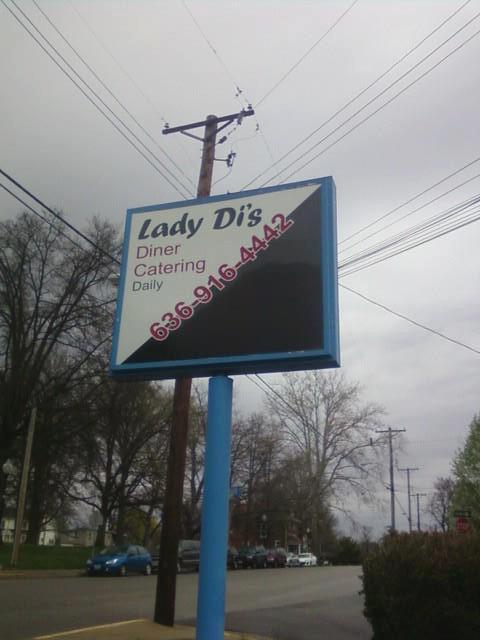 Lady Di's
Diner
Catering
Daily
636-916-4442